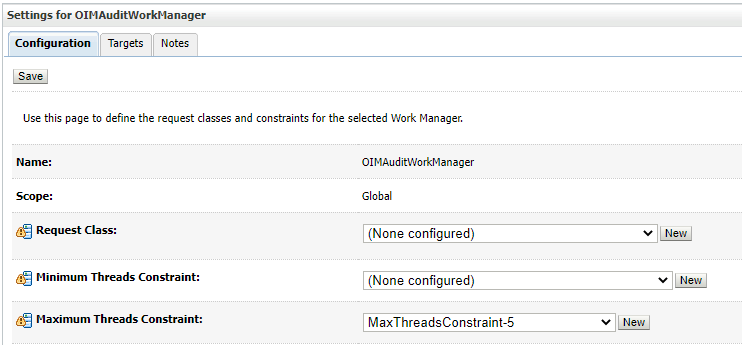 Settings for OIMAuditWorkManager
Configuration Targets Notes
Save
Use this page to define the request classes and constraints for the selected Work Manager.
Name: OIMAuditWorkManager
Scope: Global
Request Class: (None configured) New
Minimum Threads Constraint: (None configured) New
Maximum Threads Constraint: MaxThreadsConstraint-5 New